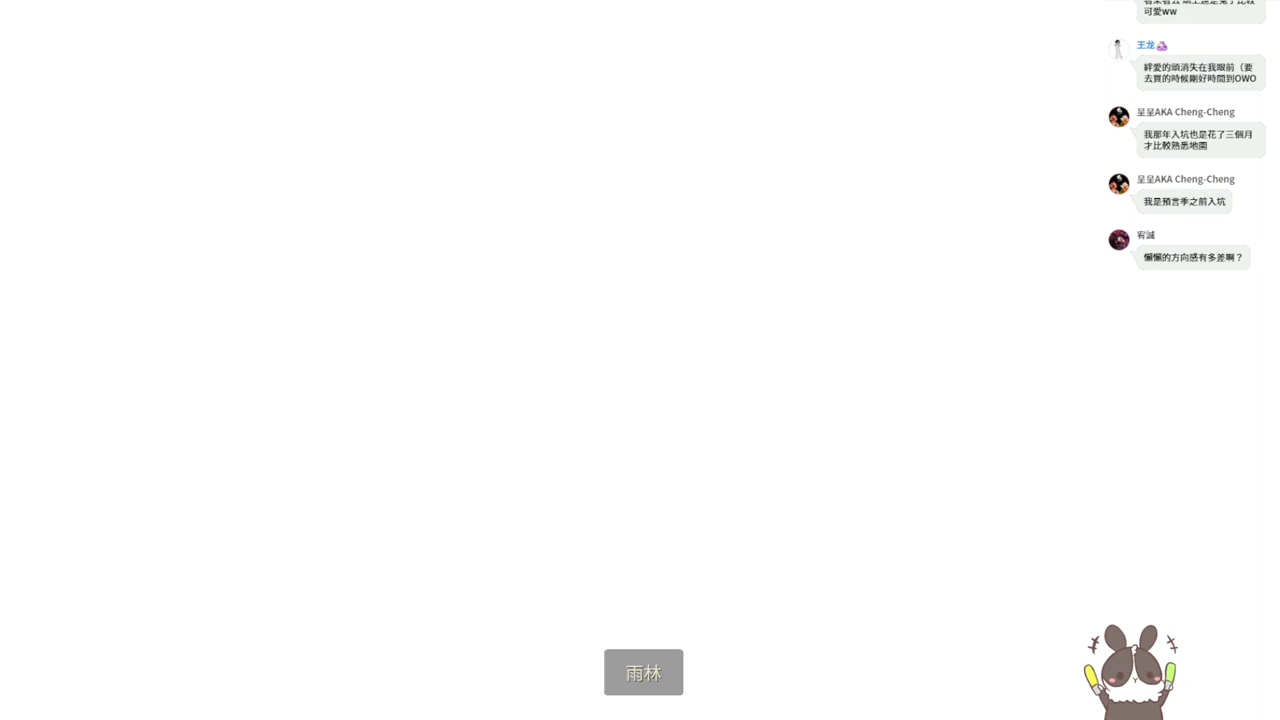 可愛ww
王龙
絆愛的頭消失在我眼前（要
去買的時候剛好時間到OWO
呈呈AKA Cheng-Cheng
我那年入坑也是花了三個月
才比較熟悉地圖
呈呈AKA Cheng-Cheng
我是預言季之前入坑
宥誠
懶懶的方向感有多差啊？
雨林